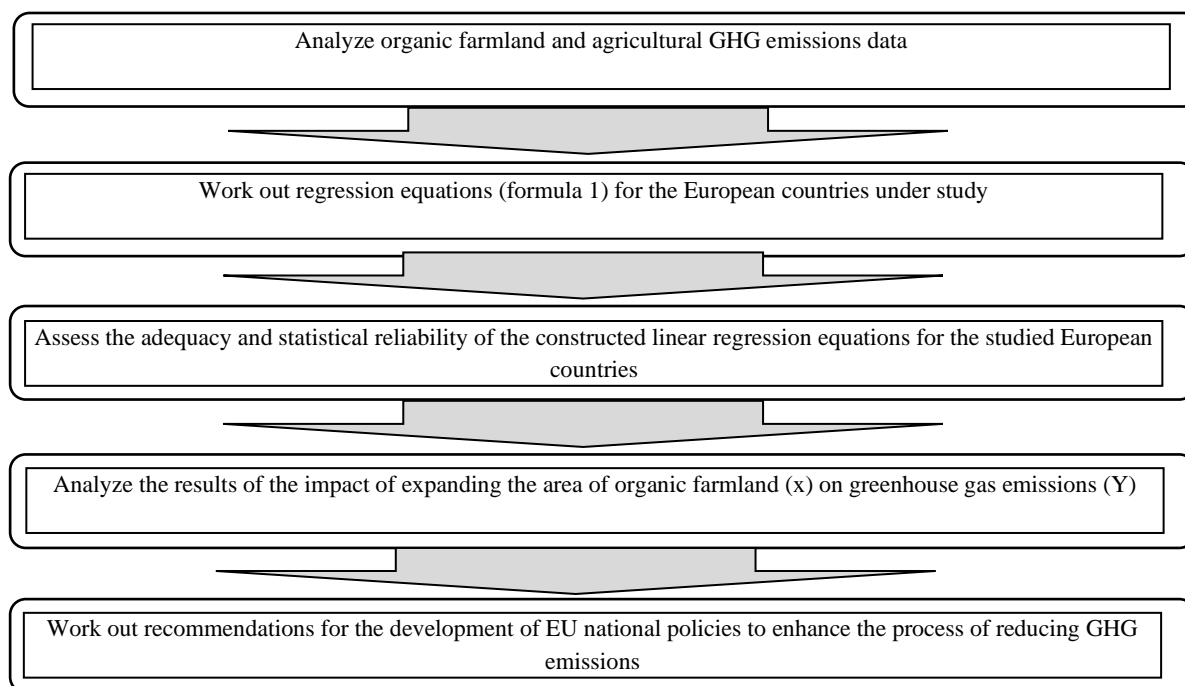 Analyze organic farmland and agricultural GHG emissions data
Work out regression equations (formula 1) for the European countries under study
Assess the adequacy and statistical reliability of the constructed linear regression equations for the studied European
countries
Analyze the results of the impact of expanding the area of organic farmland (x) on greenhouse gas emissions (Y)
Work out recommendations for the development of EU national policies to enhance the process of reducing GHG
emissions